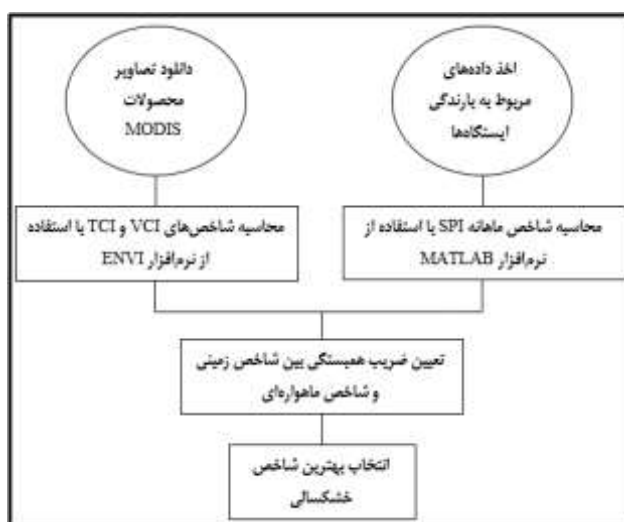 اخذ داده‌های
مربوط به بارندگی
ایستگاه‌ها
دانلود تصاویر
محصولات
MODIS
محاسبه شاخص ماهانه SPI با استفاده از
نرم‌افزار MATLAB
محاسبه شاخص‌های VCI و TCI با استفاده
از نرم‌افزار ENVI
تعیین ضریب همبستگی بین شاخص زمینی
و شاخص ماهواره‌ای
انتخاب بهترین شاخص
خشکسالی